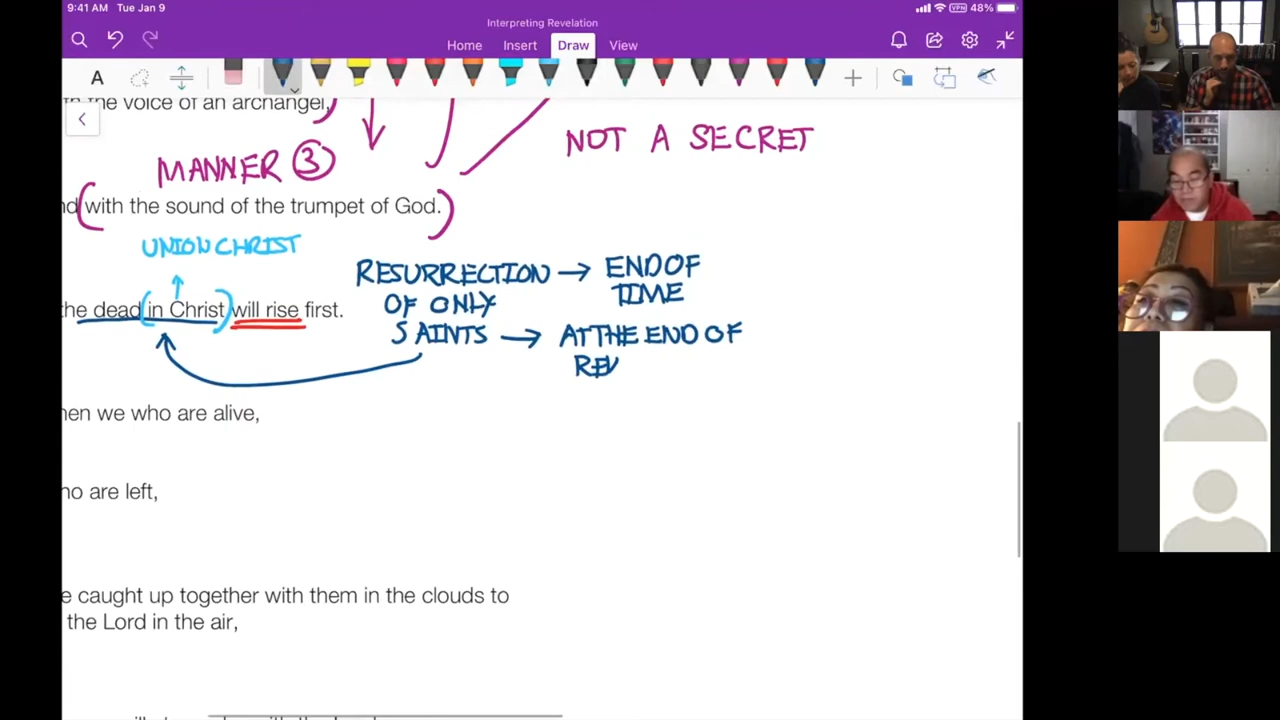 9:41 AM Tue Jan 9
VPN 48%
Interpreting Revelation
Home Insert Draw View
A
the voice of an archangel,
NOT A SECRET
MANNER 3
with the sound of the trumpet of God.
UNION CHRIST
RESURRECTION → END OF
OF ONLY TIME
SAINTS → AT THE END OF
REV
the dead in Christ will rise first.
we who are alive,
are left,
caught up together with them in the clouds to
the Lord in the air,